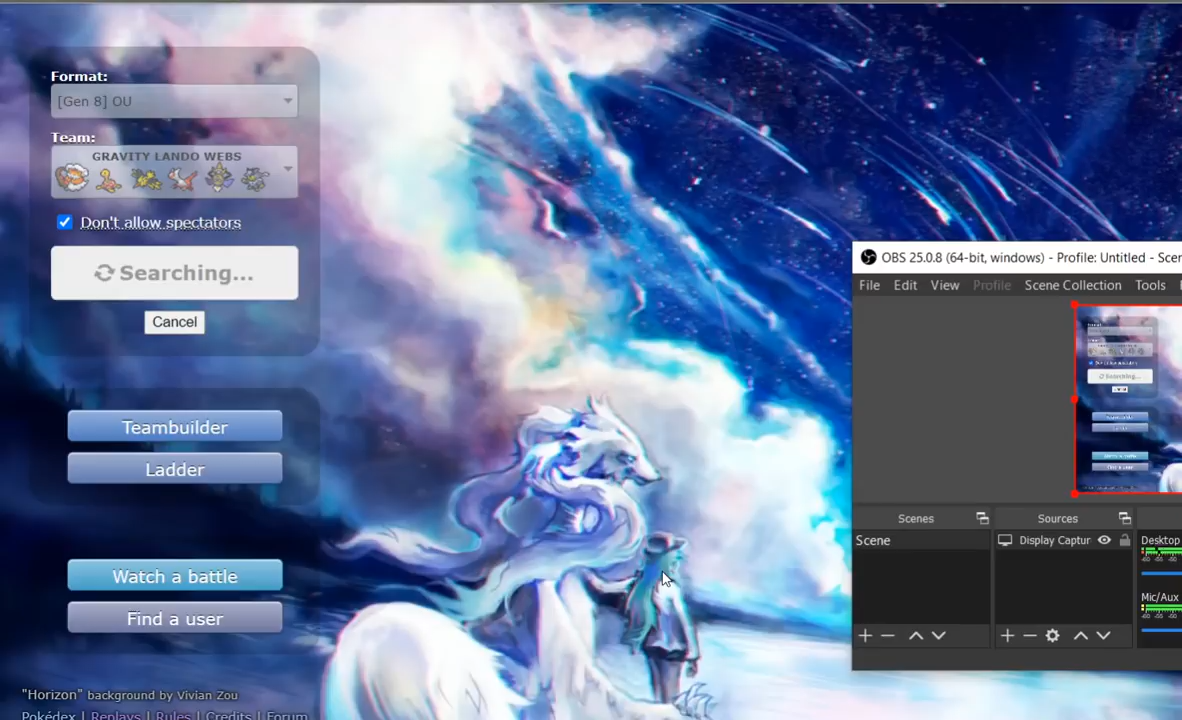 Format:
[Gen 8] OU
Team:
GRAVITY LANDO WEBS
Don't allow spectators
Searching...
Cancel
Teambuilder
Ladder
Watch a battle
Find a user
"Horizon" background by Vivian Zou
Pokédex | Replays | Rules | Credits | Forum
OBS 25.0.8 (64-bit, windows) - Profile: Untitled - Scen
File Edit View Profile Scene Collection Tools
Searching...
Scenes
Sources
Scene
Display Captur
Desktop
Mic/Aux